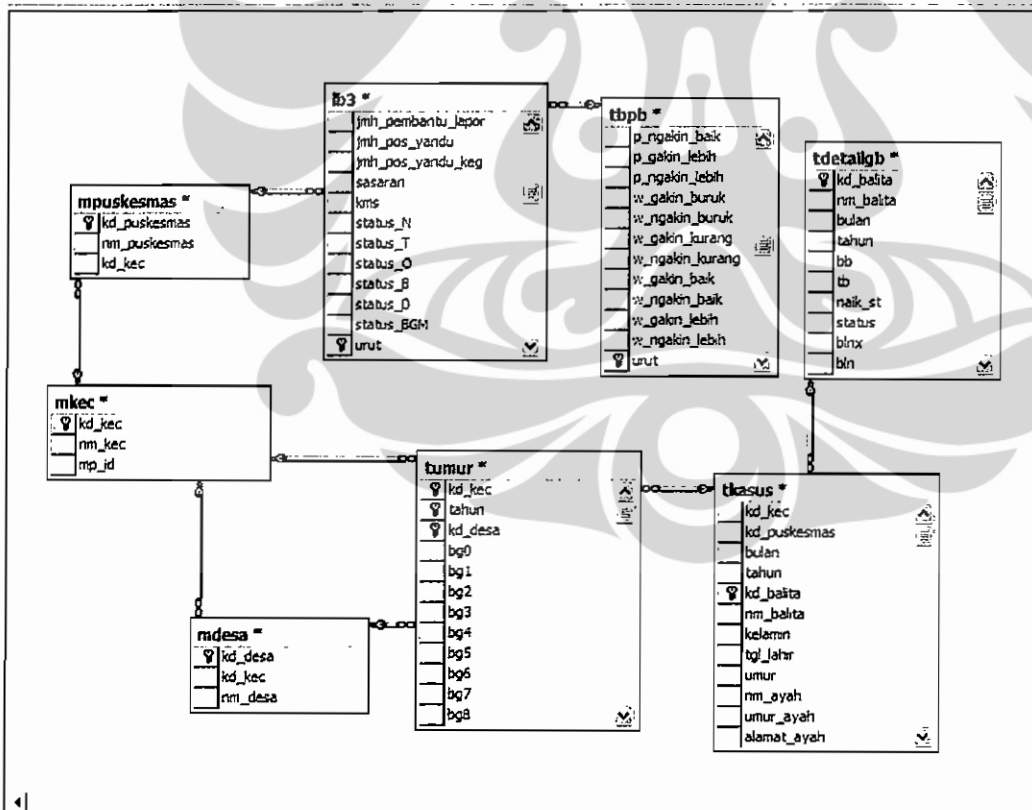 lb3 *
jmh_pembantu_lapor
jmh_pos_yandu
jmh_pos_yandu_keg
sasaran
kms
status_N
status_T
status_O
status_B
status_D
status_BGM
urut
tbpb *
p_ngakin_baik
p_gakin_lebih
p_ngakin_lebih
w_gakin_buruk
w_ngakin_buruk
w_gakin_kurang
w_ngakin_kurang
w_gakin_baik
w_ngakin_baik
w_gakin_lebih
w_ngakin_lebih
urut
tdetailgb *
kd_balita
nm_balita
bulan
tahun
bb
tb
naik_st
status
blnx
bln
mpuskesmas *
kd_puskesmas
nm_puskesmas
kd_kec
mkec *
kd_kec
nm_kec
mp_id
tumur *
kd_kec
tahun
kd_desa
bg0
bg1
bg2
bg3
bg4
bg5
bg6
bg7
bg8
tkasus *
kd_kec
kd_puskesmas
bulan
tahun
kd_balita
nm_balita
kelamin
tgl_lahir
umur
nm_ayah
umur_ayah
alamat_ayah
mdesa *
kd_desa
kd_kec
nm_desa